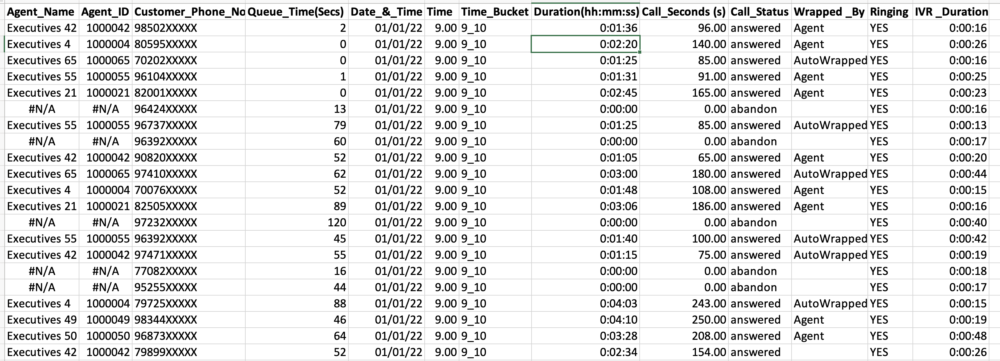 Agent_Name Agent_ID Customer_Phone_No Queue_Time(Secs) Date_&_Time Time Time_Bucket Duration(hh:mm:ss) Call_Seconds (s) Call_Status Wrapped _By Ringing IVR _Duration
Executives 42 1000042 98502XXXXX 2 01/01/22 9.00 9_10 0:01:36 96.00 answered Agent YES 0:00:16
Executives 4 1000004 80595XXXXX 0 01/01/22 9.00 9_10 0:02:20 140.00 answered Agent YES 0:00:26
Executives 65 1000065 70202XXXXX 0 01/01/22 9.00 9_10 0:01:25 85.00 answered AutoWrapped YES 0:00:16
Executives 55 1000055 96104XXXXX 1 01/01/22 9.00 9_10 0:01:31 91.00 answered Agent YES 0:00:25
Executives 21 1000021 82001XXXXX 0 01/01/22 9.00 9_10 0:02:45 165.00 answered Agent YES 0:00:23
#N/A #N/A 96424XXXXX 13 01/01/22 9.00 9_10 0:00:00 0.00 abandon YES 0:00:16
Executives 55 1000055 96737XXXXX 79 01/01/22 9.00 9_10 0:01:25 85.00 answered AutoWrapped YES 0:00:13
#N/A #N/A 96392XXXXX 60 01/01/22 9.00 9_10 0:00:00 0.00 abandon YES 0:00:17
Executives 42 1000042 90820XXXXX 52 01/01/22 9.00 9_10 0:01:05 65.00 answered Agent YES 0:00:20
Executives 65 1000065 97410XXXXX 62 01/01/22 9.00 9_10 0:03:00 180.00 answered AutoWrapped YES 0:00:44
Executives 4 1000004 70076XXXXX 52 01/01/22 9.00 9_10 0:01:48 108.00 answered Agent YES 0:00:15
Executives 21 1000021 82505XXXXX 89 01/01/22 9.00 9_10 0:03:06 186.00 answered Agent YES 0:00:16
#N/A #N/A 97232XXXXX 120 01/01/22 9.00 9_10 0:00:00 0.00 abandon YES 0:00:40
Executives 55 1000055 96392XXXXX 45 01/01/22 9.00 9_10 0:01:40 100.00 answered AutoWrapped YES 0:00:42
Executives 42 1000042 97471XXXXX 55 01/01/22 9.00 9_10 0:01:15 75.00 answered AutoWrapped YES 0:00:19
#N/A #N/A 77082XXXXX 16 01/01/22 9.00 9_10 0:00:00 0.00 abandon YES 0:00:18
#N/A #N/A 95255XXXXX 44 01/01/22 9.00 9_10 0:00:00 0.00 abandon YES 0:00:17
Executives 4 1000004 79725XXXXX 88 01/01/22 9.00 9_10 0:04:03 243.00 answered AutoWrapped YES 0:00:15
Executives 49 1000049 98344XXXXX 46 01/01/22 9.00 9_10 0:04:10 250.00 answered Agent YES 0:00:19
Executives 50 1000050 96873XXXXX 64 01/01/22 9.00 9_10 0:03:28 208.00 answered Agent YES 0:00:48
Executives 42 1000042 79899XXXXX 52 01/01/22 9.00 9_10 0:02:34 154.00 answered YES 0:00:26